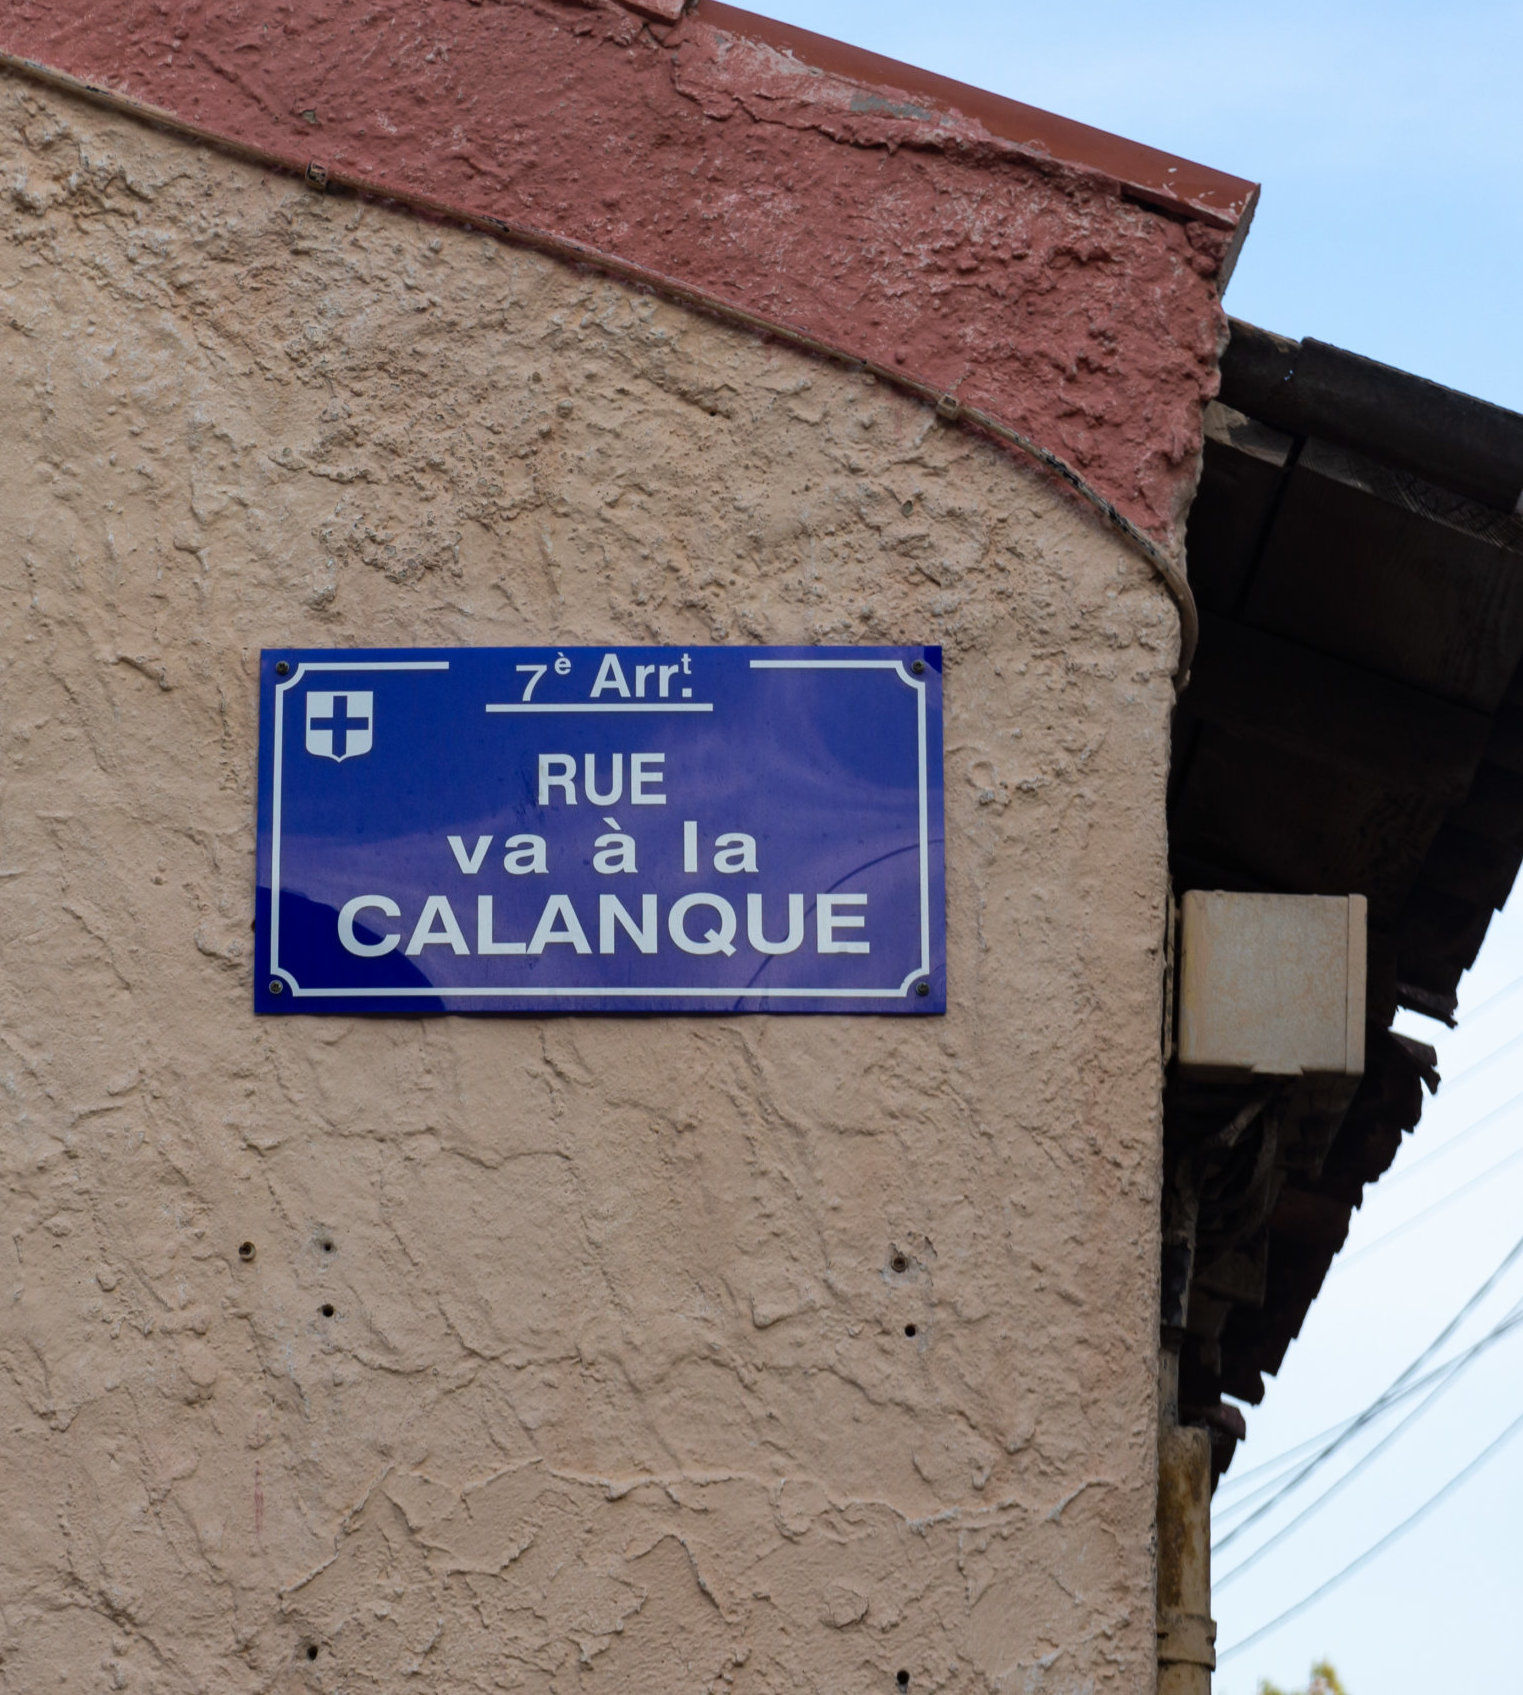 7è Arrt.
RUE
va à la
CALANQUE